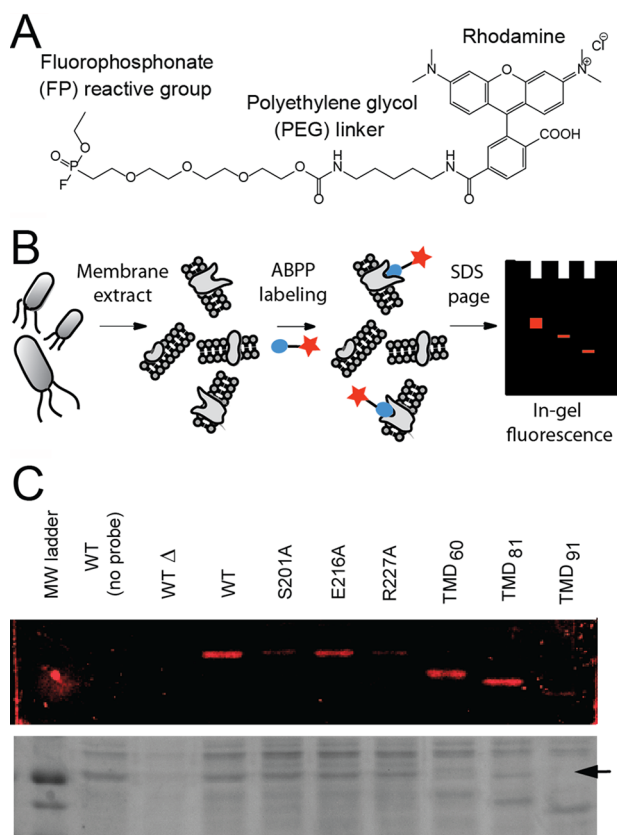 A
Fluorophosphonate
(FP) reactive group
Polyethylene glycol
(PEG) linker
Rhodamine
N
N
⊕
Cl⊖
O
COOH
O
O
P
F
O
O
O
O
O
H
N
H
N
O
B
Membrane
extract
ABPP
labeling
SDS
page
In-gel
fluorescence
C
MW ladder
WT
(no probe)
WT Δ
WT
S201A
E216A
R227A
TMD 60
TMD 81
TMD 91